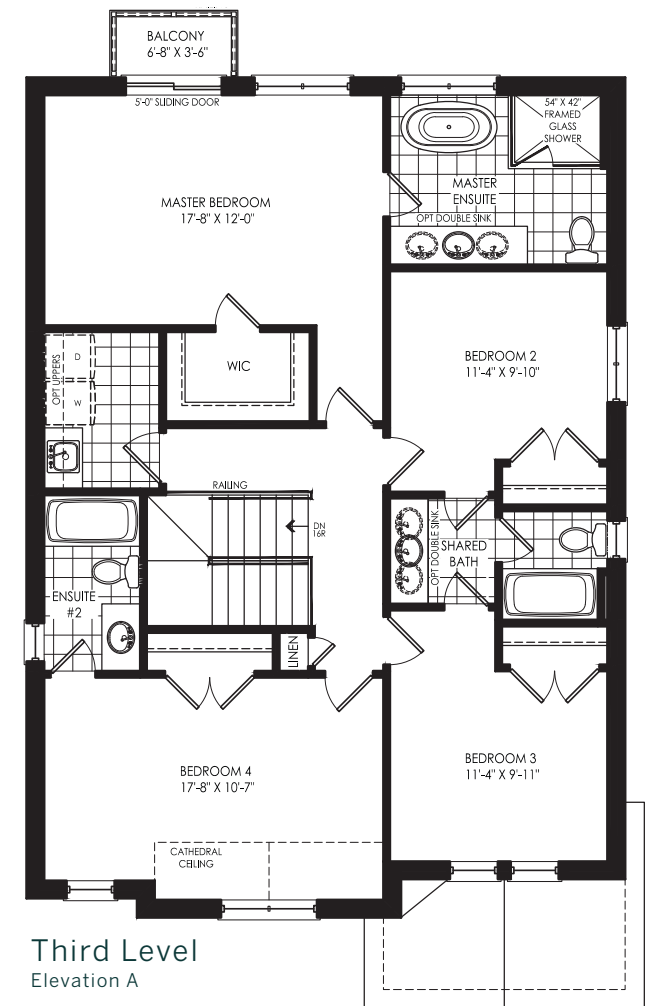 BALCONY
6'-8" X 3'-6"
5'-0" SLIDING DOOR
54" X 42"
FRAMED
GLASS
SHOWER
MASTER BEDROOM
17'-8" X 12'-0"
MASTER
ENSUITE
OPT DOUBLE SINK
OPT UPPERS
D
W
WIC
BEDROOM 2
11'-4" X 9'-10"
RAILING
DN
16R
OPT DOUBLE SINK
SHARED
BATH
ENSUITE
#2
LINEN
BEDROOM 4
17'-8" X 10'-7"
BEDROOM 3
11'-4" X 9'-11"
CATHEDRAL
CEILING
Third Level
Elevation A